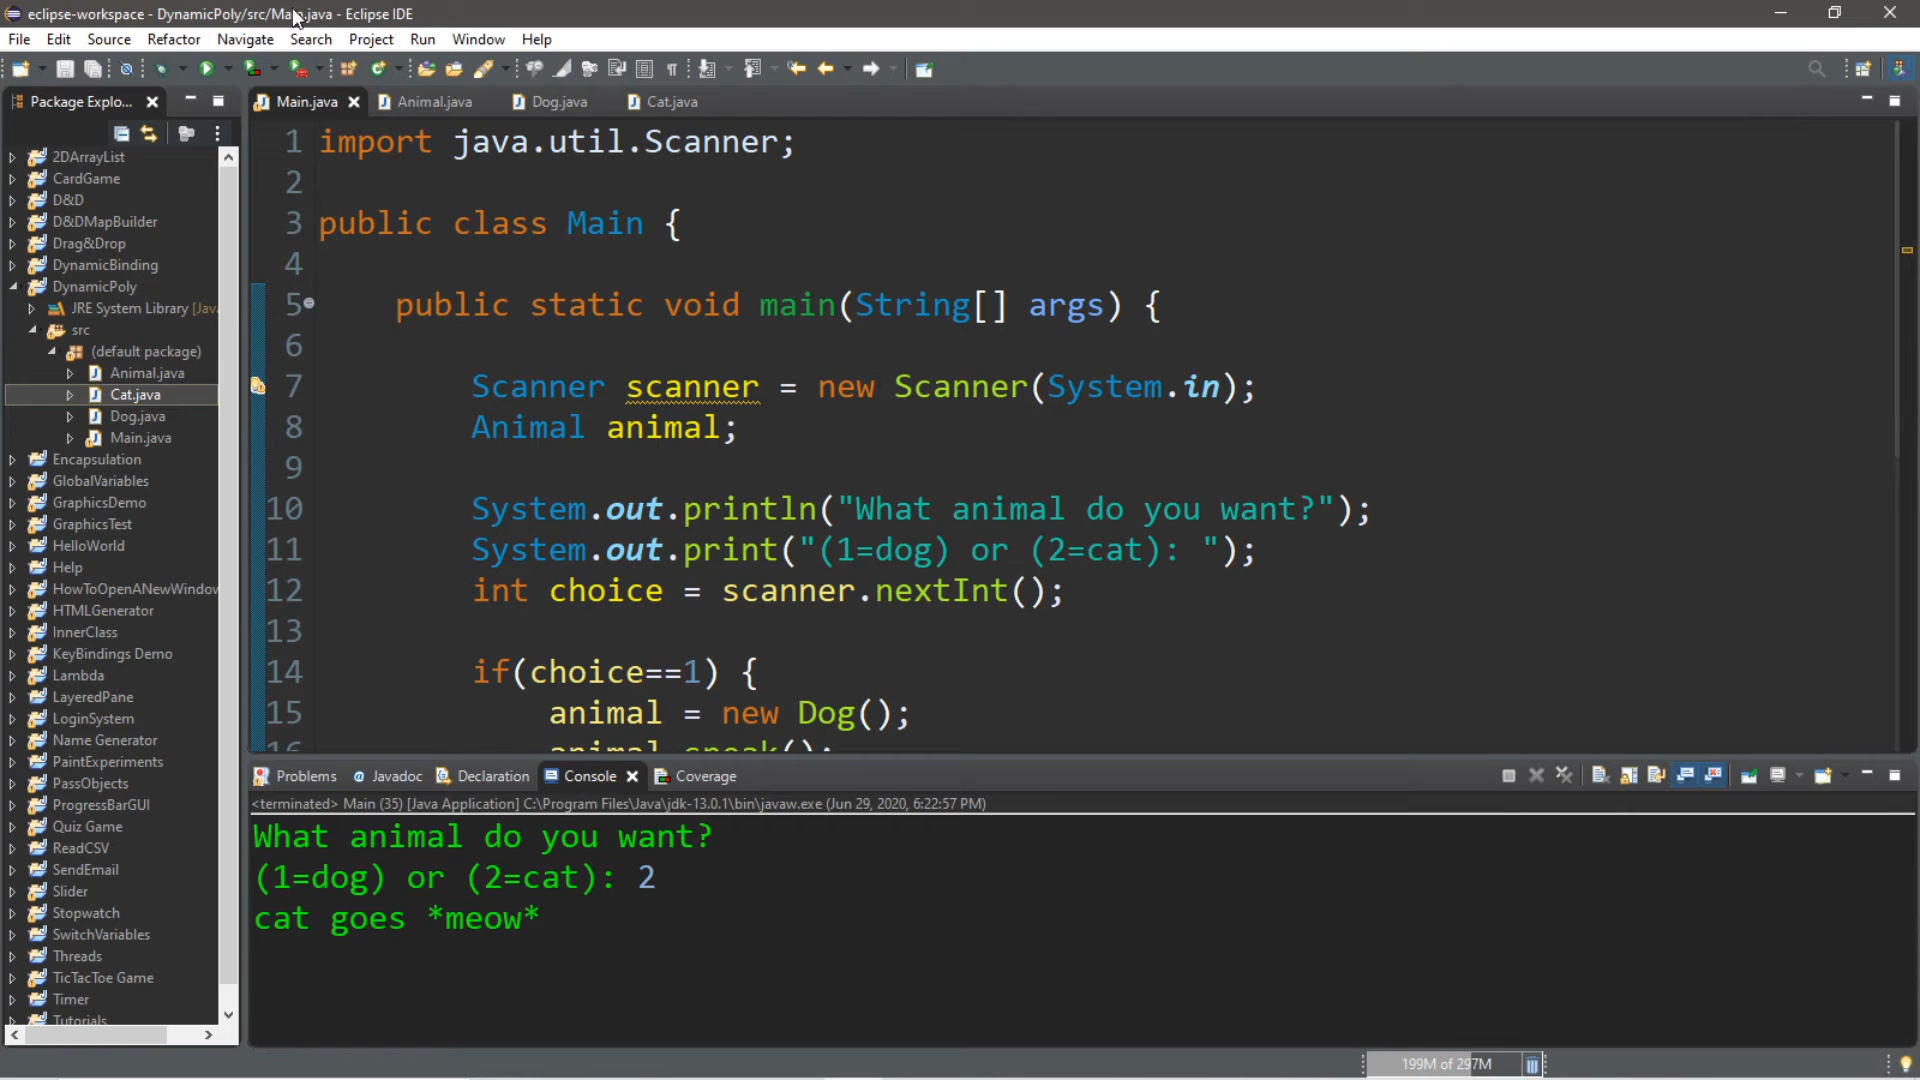 eclipse-workspace - DynamicPoly/src/Main.java - Eclipse IDE
File Edit Source Refactor Navigate Search Project Run Window Help
Package Explo...
Main.java Animal.java Dog.java Cat.java
2DArrayList
CardGame
D&D
D&DMapBuilder
Drag&Drop
DynamicBinding
DynamicPoly
JRE System Library [Jav
src
(default package)
Animal.java
Cat.java
Dog.java
Main.java
Encapsulation
GlobalVariables
GraphicsDemo
GraphicsTest
HelloWorld
Help
HowToOpenANewWindow
HTMLGenerator
InnerClass
KeyBindings Demo
Lambda
LayeredPane
LoginSystem
Name Generator
PaintExperiments
PassObjects
ProgressBarGUI
Quiz Game
ReadCSV
SendEmail
Slider
Stopwatch
SwitchVariables
Threads
TicTacToe Game
Timer
Tutorials
1 import java.util.Scanner;
2
3 public class Main {
4
5 public static void main(String[] args) {
6
7 Scanner scanner = new Scanner(System.in);
8 Animal animal;
9
10 System.out.println("What animal do you want?");
11 System.out.print("(1=dog) or (2=cat): ");
12 int choice = scanner.nextInt();
13
14 if(choice==1) {
15 animal = new Dog();
16 animal.speak();
Problems Javadoc Declaration Console Coverage
<terminated> Main (35) [Java Application] C:\Program Files\Java\jdk-13.0.1\bin\javaw.exe (Jun 29, 2020, 6:22:57 PM)
What animal do you want?
(1=dog) or (2=cat): 2
cat goes *meow*
199M of 297M